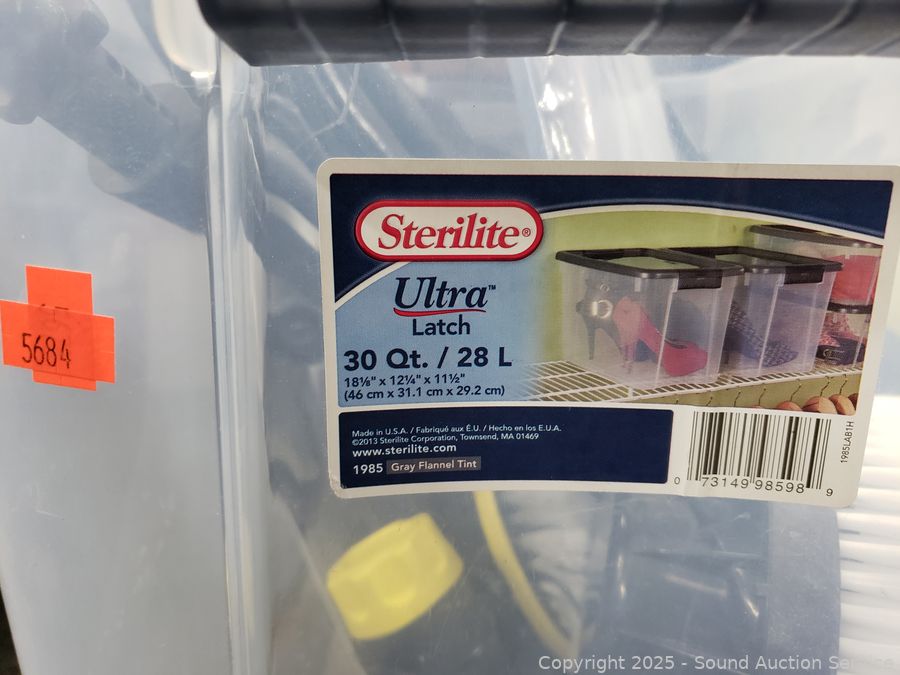 Sterilite®
Ultra™
Latch
30 Qt. / 28 L
18⅛" x 12¼" x 11½"
(46 cm x 31.1 cm x 29.2 cm)
Made in U.S.A. / Fabriqué aux É.U. / Hecho en los E.U.A.
©2013 Sterilite Corporation, Townsend, MA 01469
www.sterilite.com
1985 Gray Flannel Tint
0 73149 98598 9
1985LAB1H
5684
Copyright 2025 - Sound Auction Service